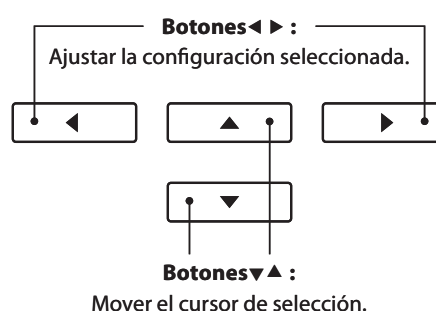 Botones◀ ▶ :
Ajustar la configuración seleccionada.
Botones▼▲ :
Mover el cursor de selección.